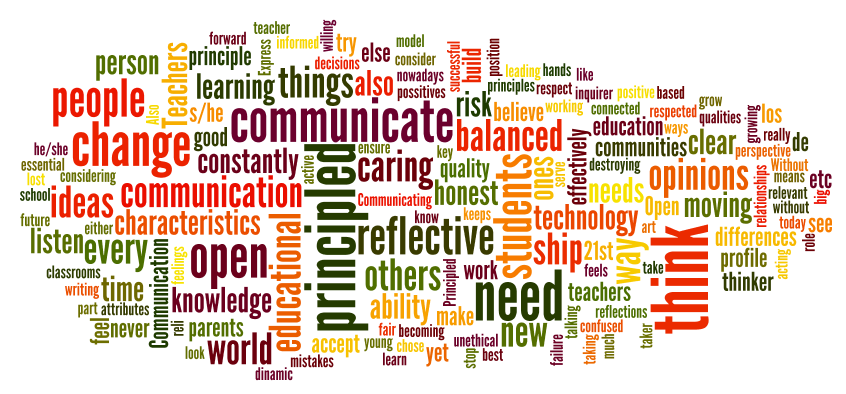 forward
teacher
informed
willing
model
person
Teachers
principle
Express
try
else
consider
successful
build
position
decisions
nowadays
leading
hands
like
people
Also
learning
things
also
possitives
principles
respect
inquirer
positive
based
s/he
communicate
risk
believe
working
connected
respected
grow
change
good
balanced
education
ways
qualities
growing
los
he/she
constantly
active
ensure
key
effectively
communities
clear
really
de
essential
considering
caring
quality
students
ones
serve
destroying
perspective
lost
communication
principled
honest
needs
opinions
relationships
Without
means
etc
school
ideas
Communicating
Open
moving
relevant
big
future
either
characteristics
educational
know
keeps
technology
art
without
today
see
listen
every
open
reflective
ship
21st
way
think
differences
role
classrooms
Communication
feelings
others
Principlied
work
feels
take
profile
acting
writing
time
knowledge
need
teachers
thinker
part
attributes
ability
make
talking
reflections
feel
never
reli
parents
fair
becoming
unethical
new
failure
confused
taker
look
world
accept
young
chose
yet
stop
best
taking
much
mistakes
learn
dinamic